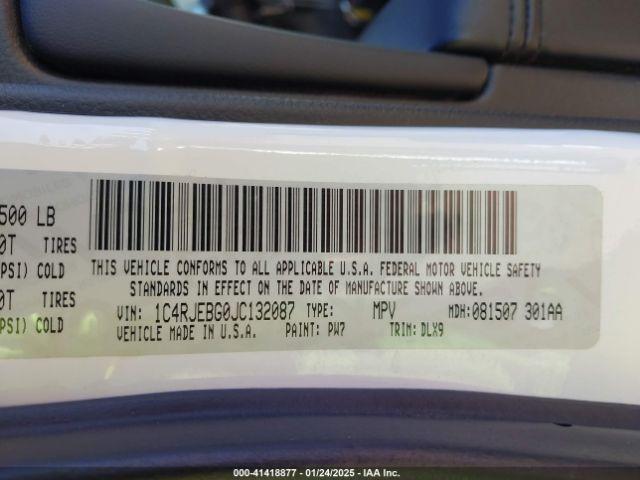 500 LB
0T TIRES
PSI) COLD
0T TIRES
PSI) COLD
THIS VEHICLE CONFORMS TO ALL APPLICABLE U.S.A. FEDERAL MOTOR VEHICLE SAFETY
STANDARDS IN EFFECT ON THE DATE OF MANUFACTURE SHOWN ABOVE.
VIN: 1C4RJEBG0JC132087 TYPE: MPV MDH: 081507 301AA
VEHICLE MADE IN U.S.A. PAINT: PW7 TRIM: DLX9
000-41418877 - 01/24/2025 - IAA Inc.